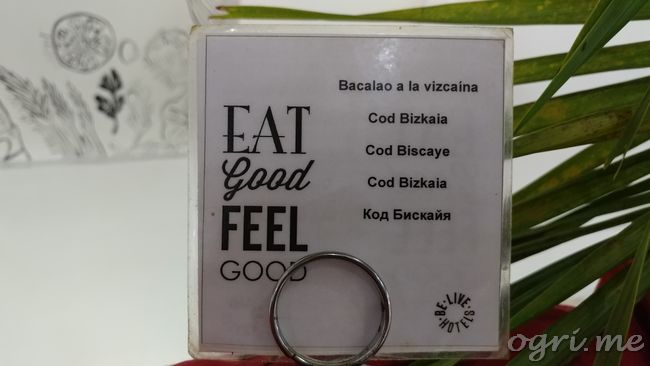 EAT
Good
FEEL
GOOD
Bacalao a la vizcaína
Cod Bizkaia
Cod Biscaye
Cod Bizkaia
Код Бискайя
BE·LIVE·HOTELS
ogri.me